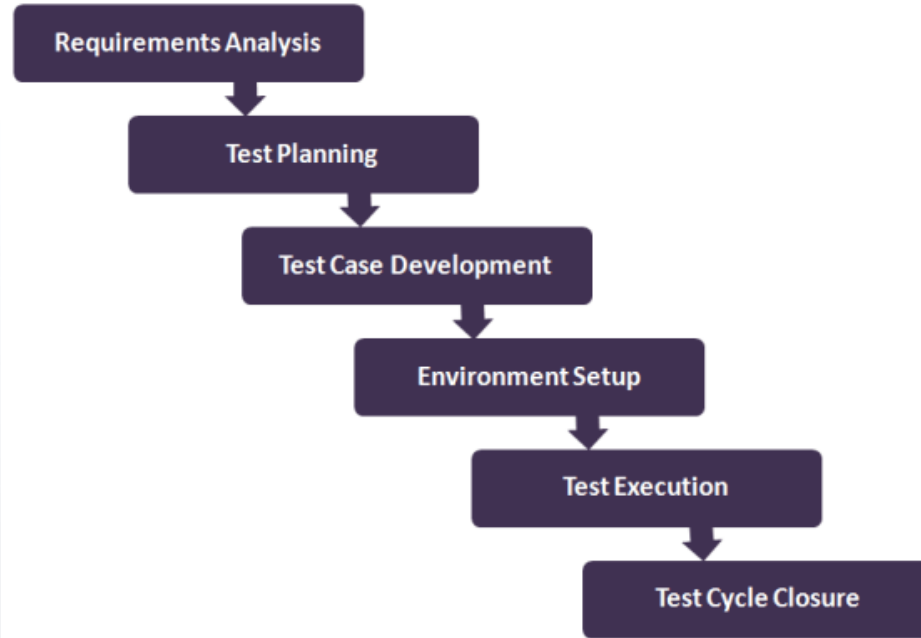 Requirements Analysis
Test Planning
Test Case Development
Environment Setup
Test Execution
Test Cycle Closure